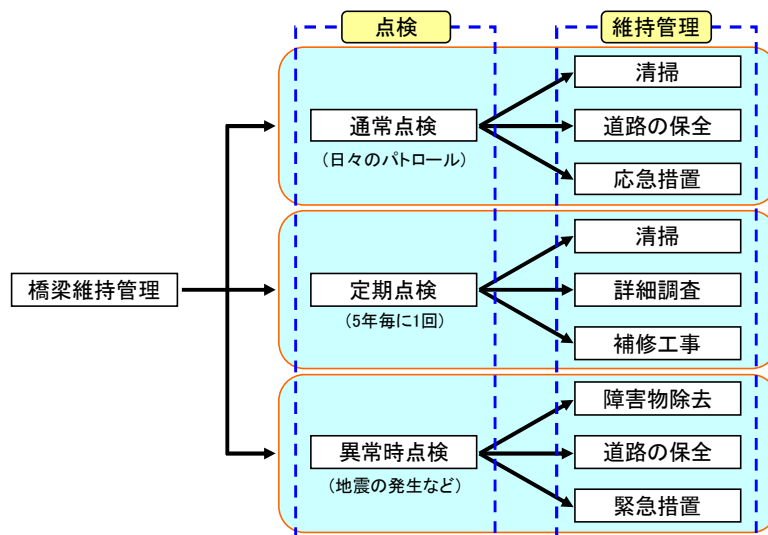 点検
維持管理
橋梁維持管理
通常点検
(日々のパトロール)
清掃
道路の保全
応急措置
定期点検
(5年毎に1回)
清掃
詳細調査
補修工事
異常時点検
(地震の発生など)
障害物除去
道路の保全
緊急措置